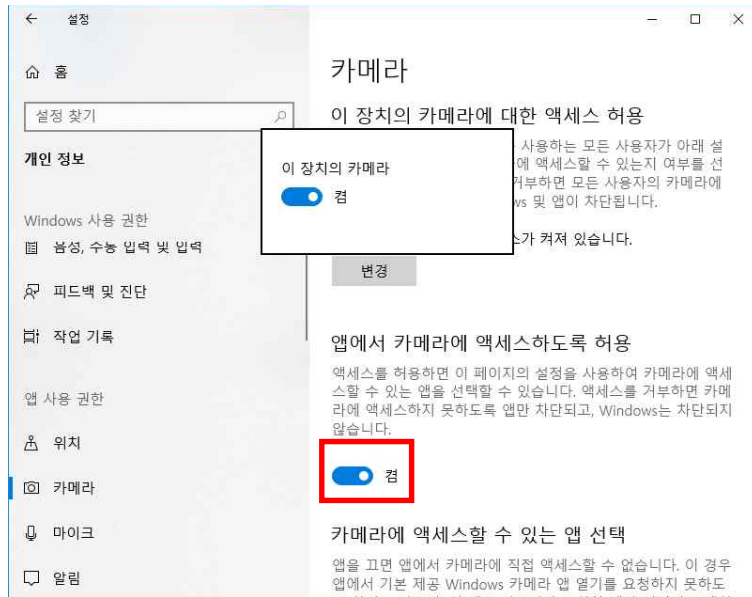 설정
홈
설정 찾기
개인 정보
Windows 사용 권한
음성, 수동 입력 및 입력
피드백 및 진단
작업 기록
앱 사용 권한
위치
카메라
마이크
알림
카메라
이 장치의 카메라에 대한 액세스 허용
사용하는 모든 사용자가 아래 설
에 액세스할 수 있는지 여부를 선
거부하면 모든 사용자의 카메라에
및 앱이 차단됩니다.
가 켜져 있습니다.
이 장치의 카메라
켬
변경
앱에서 카메라에 액세스하도록 허용
액세스를 허용하면 이 페이지의 설정을 사용하여 카메라에 액세
스할 수 있는 앱을 선택할 수 있습니다. 액세스를 거부하면 카메
라에 액세스하지 못하도록 앱만 차단되고, Windows는 차단되지
않습니다.
켬
카메라에 액세스할 수 있는 앱 선택
앱을 끄면 앱에서 카메라에 직접 액세스할 수 없습니다. 이 경우
앱에서 기본 제공 Windows 카메라 앱 열기를 요청하지 못하도